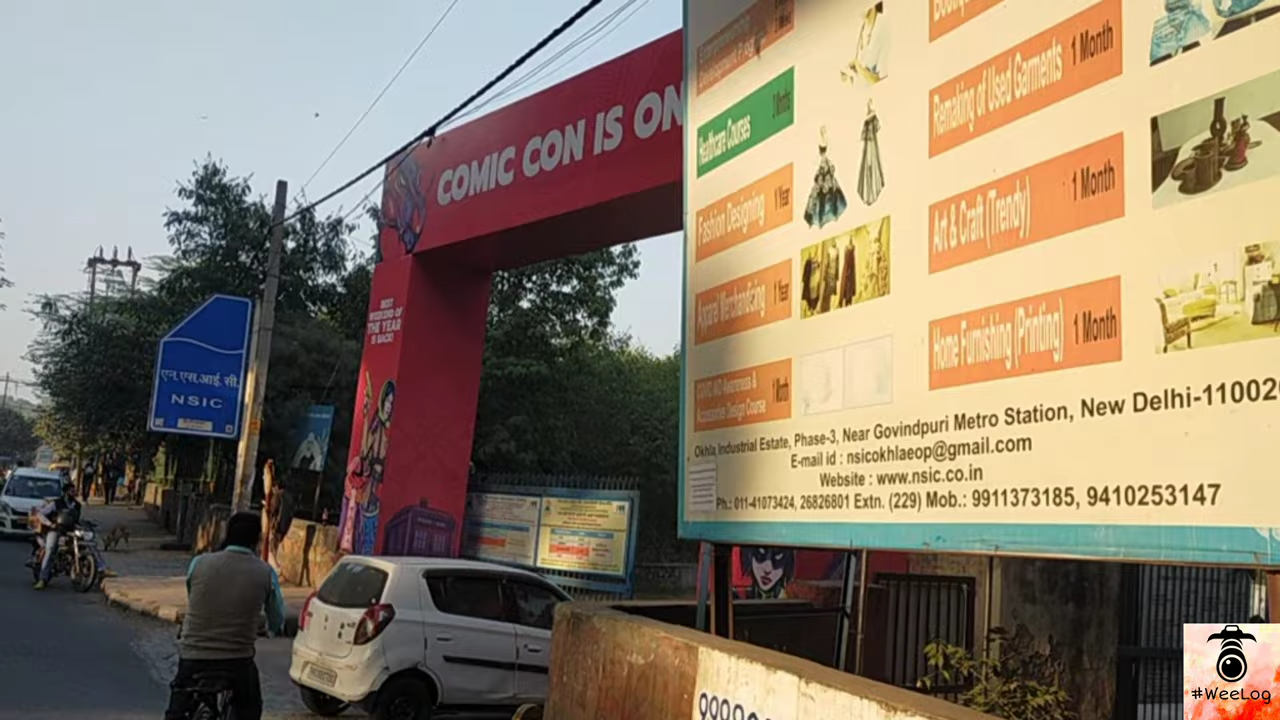 COMIC CON IS ON
BEST
WEEKEND OF
THE YEAR
IS BACK!
एन.एस.आई.सी.
NSIC
Healthcare Courses
Fashion Designing 1 Year
Apparel Merchandising 1 Year
1 Month
Remaking of Used Garments 1 Month
Art & Craft (Trendy) 1 Month
Home Furnishing (Printing) 1 Month
Okhla Industrial Estate, Phase-3, Near Govindpuri Metro Station, New Delhi-11002
E-mail id : nsicokhlaeop@gmail.com
Website : www.nsic.co.in
Ph.: 011-41073424, 26826801 Extn. (229) Mob.: 9911373185, 9410253147
#WeeLog